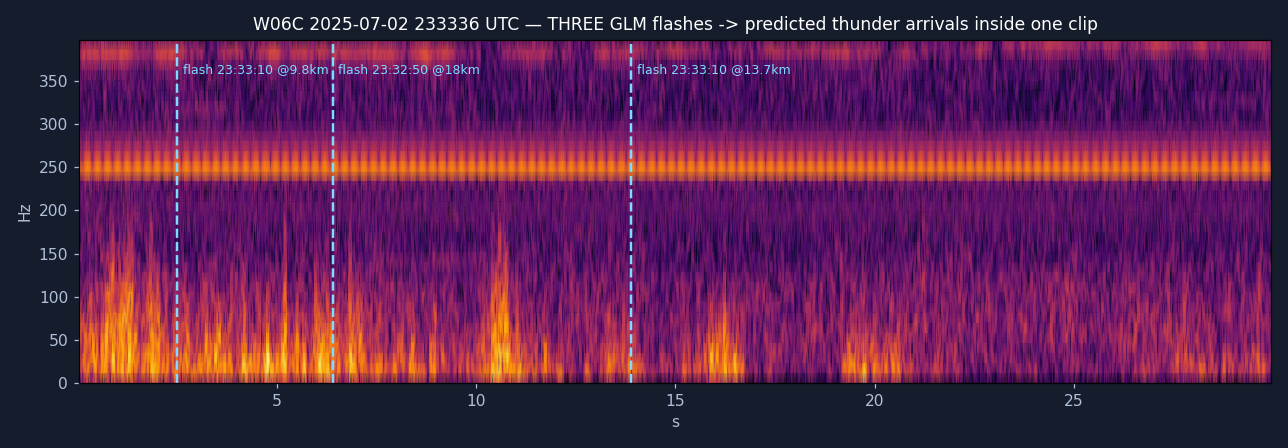 W06C 2025-07-02 233336 UTC — THREE GLM flashes -> predicted thunder arrivals inside one clip
flash 23:33:10 @9.8km
flash 23:32:50 @18km
flash 23:33:10 @13.7km
350
300
250
200
150
100
50
0
Hz
5
10
15
20
25
s